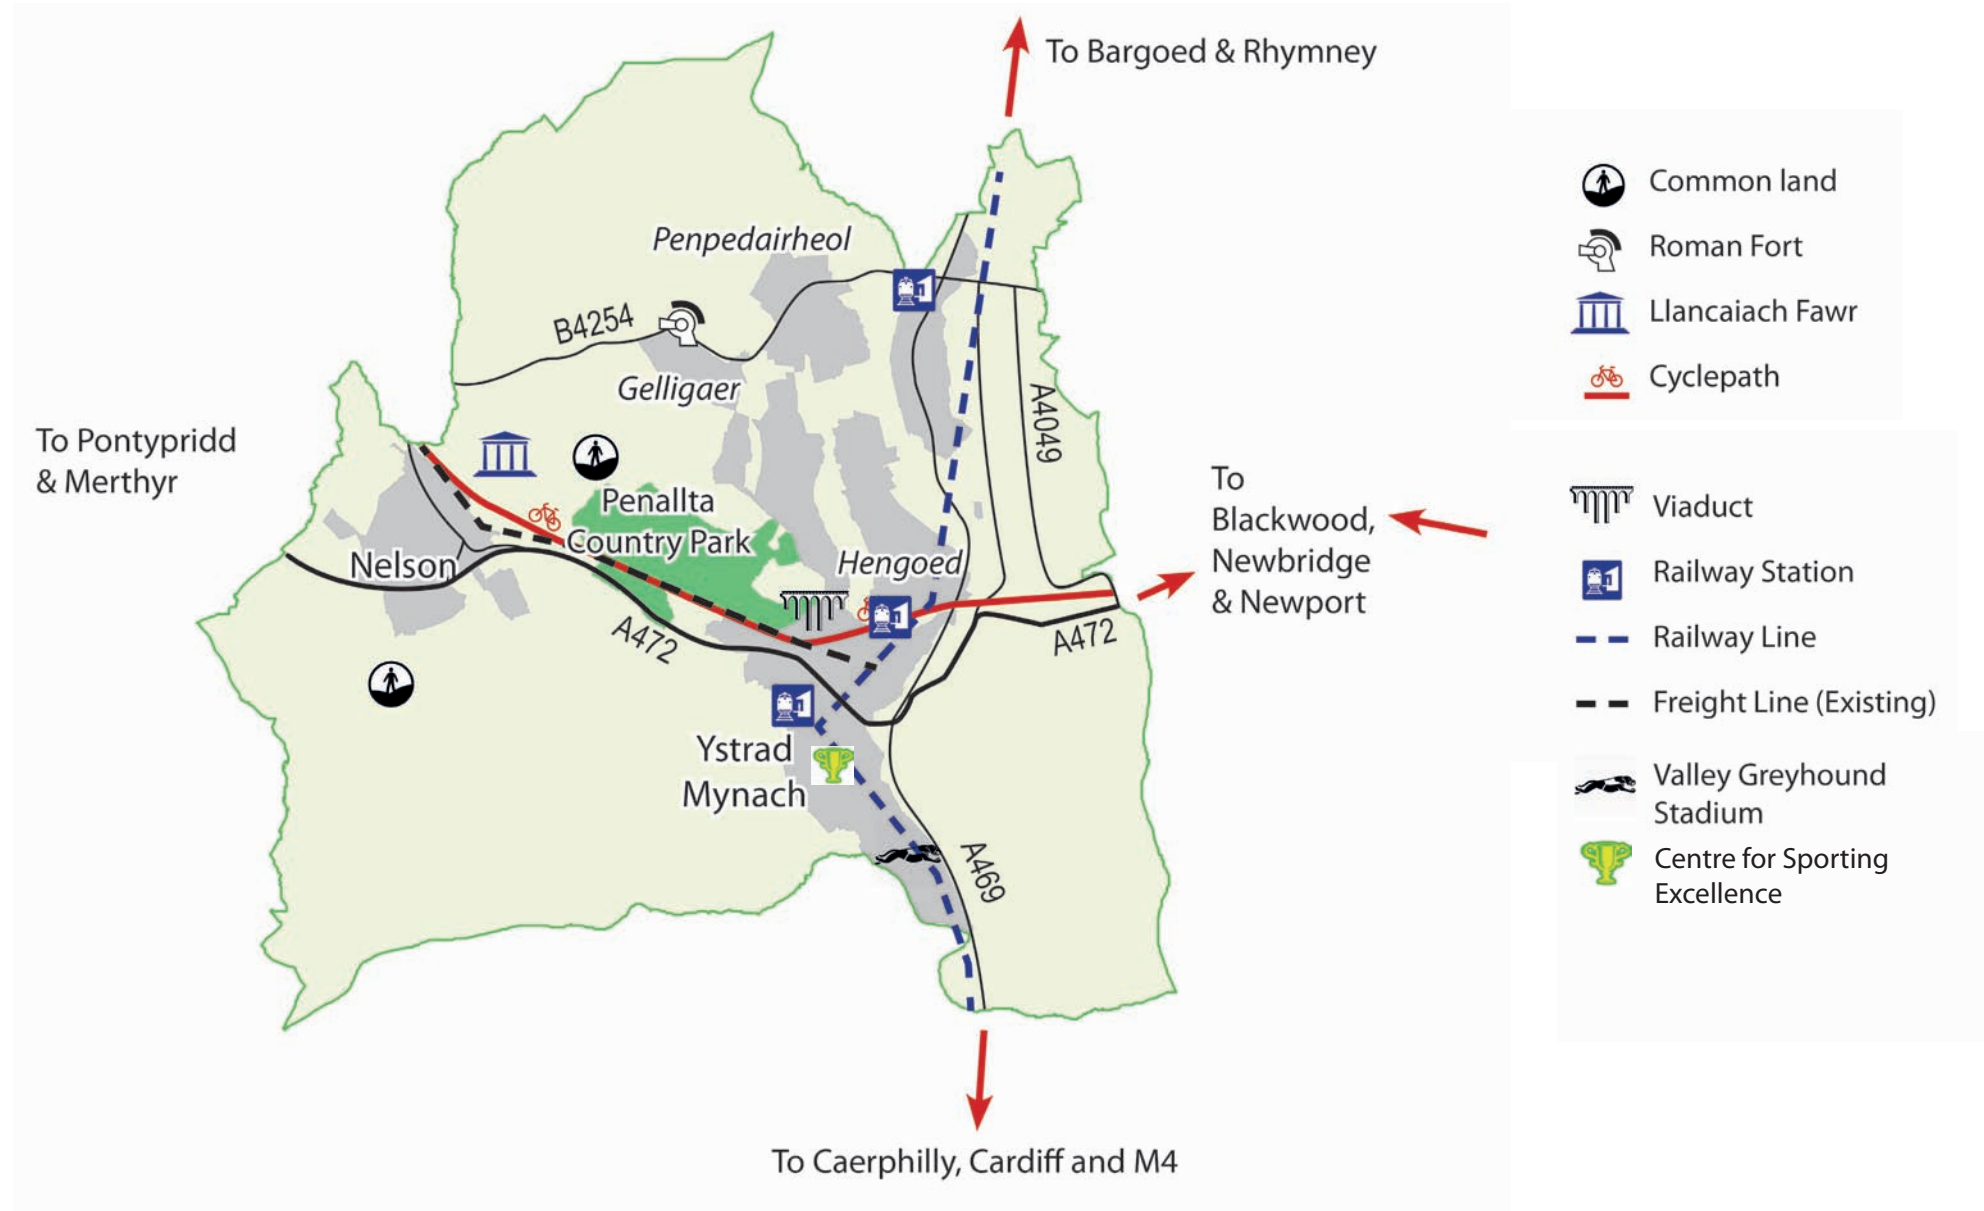 To Bargoed & Rhymney
Penpedairheol
B4254
Gelligaer
A4049
To Pontypridd
& Merthyr
Penallta
Country Park
Nelson
Hengoed
To
Blackwood,
Newbridge
& Newport
A472
A472
Ystrad
Mynach
A469
To Caerphilly, Cardiff and M4
Common land
Roman Fort
Llancaiach Fawr
Cyclepath
Viaduct
Railway Station
Railway Line
Freight Line (Existing)
Valley Greyhound
Stadium
Centre for Sporting
Excellence